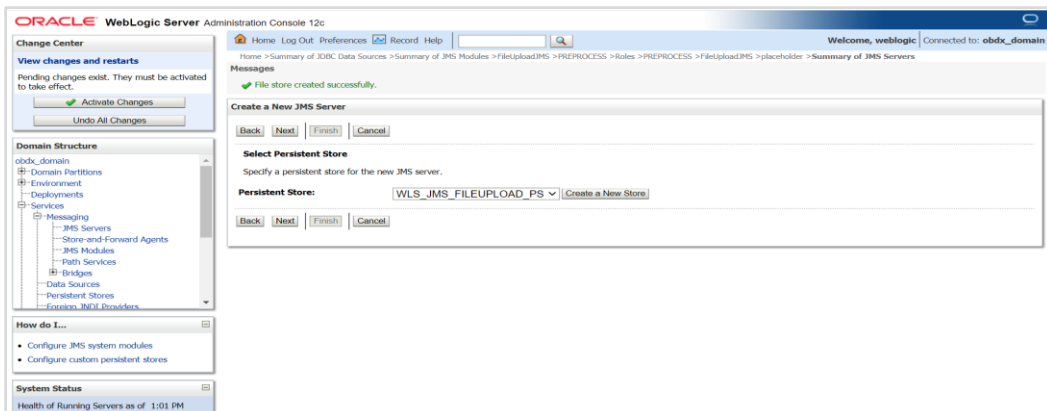 ORACLE WebLogic Server Administration Console 12c
Change Center
View changes and restarts
Pending changes exist. They must be activated
to take effect.
Activate Changes
Undo All Changes
Domain Structure
obdx_domain
Domain Partitions
Environment
Deployments
Services
Messaging
JMS Servers
Store-and-Forward Agents
JMS Modules
Path Services
Bridges
Data Sources
Persistent Stores
Foreign JNDI Providers
How do I...
Configure JMS system modules
Configure custom persistent stores
System Status
Health of Running Servers as of 1:01 PM
Home Log Out Preferences Record Help
Welcome, weblogic Connected to: obdx_domain
Home >Summary of JDBC Data Sources >Summary of JMS Modules >FileUploadJMS >PREPROCESS >Roles >PREPROCESS >FileUploadJMS >placeholder >Summary of JMS Servers
Messages
File store created successfully.
Create a New JMS Server
Back Next Finish Cancel
Select Persistent Store
Specify a persistent store for the new JMS server.
Persistent Store: WLS_JMS_FILEUPLOAD_PS Create a New Store
Back Next Finish Cancel